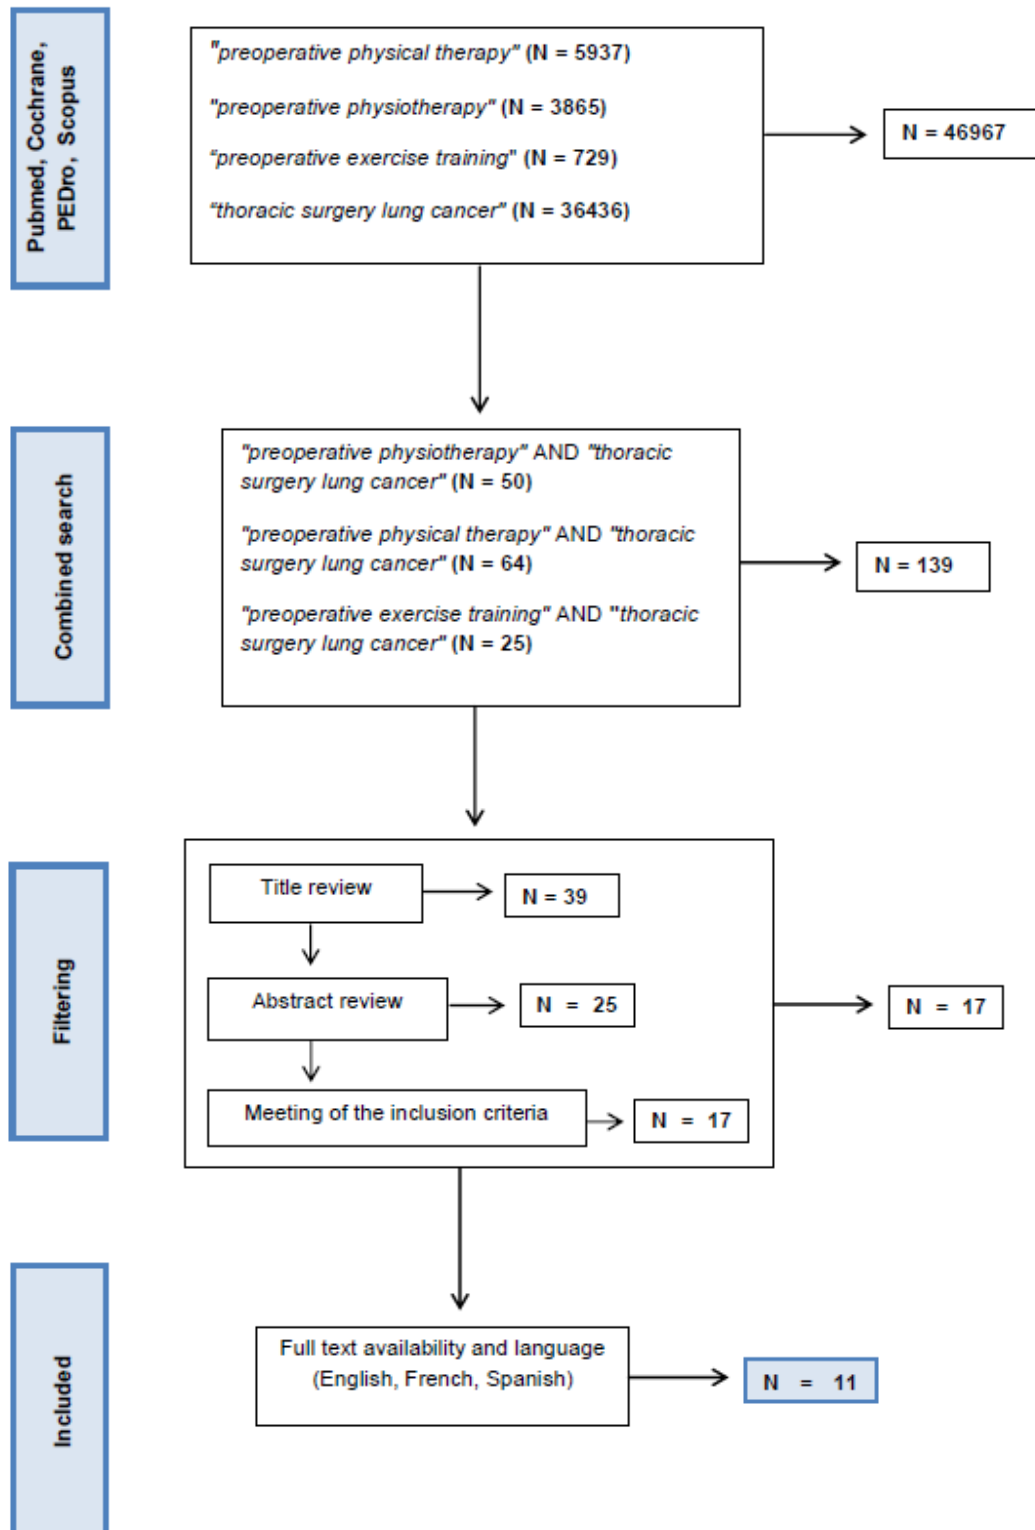 Pubmed, Cochrane,
PEDro, Scopus
"preoperative physical therapy" (N = 5937)
"preoperative physiotherapy" (N = 3865)
"preoperative exercise training" (N = 729)
"thoracic surgery lung cancer" (N = 36436)
N = 46967
Combined search
"preoperative physiotherapy" AND "thoracic
surgery lung cancer" (N = 50)
"preoperative physical therapy" AND "thoracic
surgery lung cancer" (N = 64)
"preoperative exercise training" AND "thoracic
surgery lung cancer" (N = 25)
N = 139
Filtering
Title review
N = 39
Abstract review
N = 25
Meeting of the inclusion criteria
N = 17
N = 17
Included
Full text availability and language
(English, French, Spanish)
N = 11